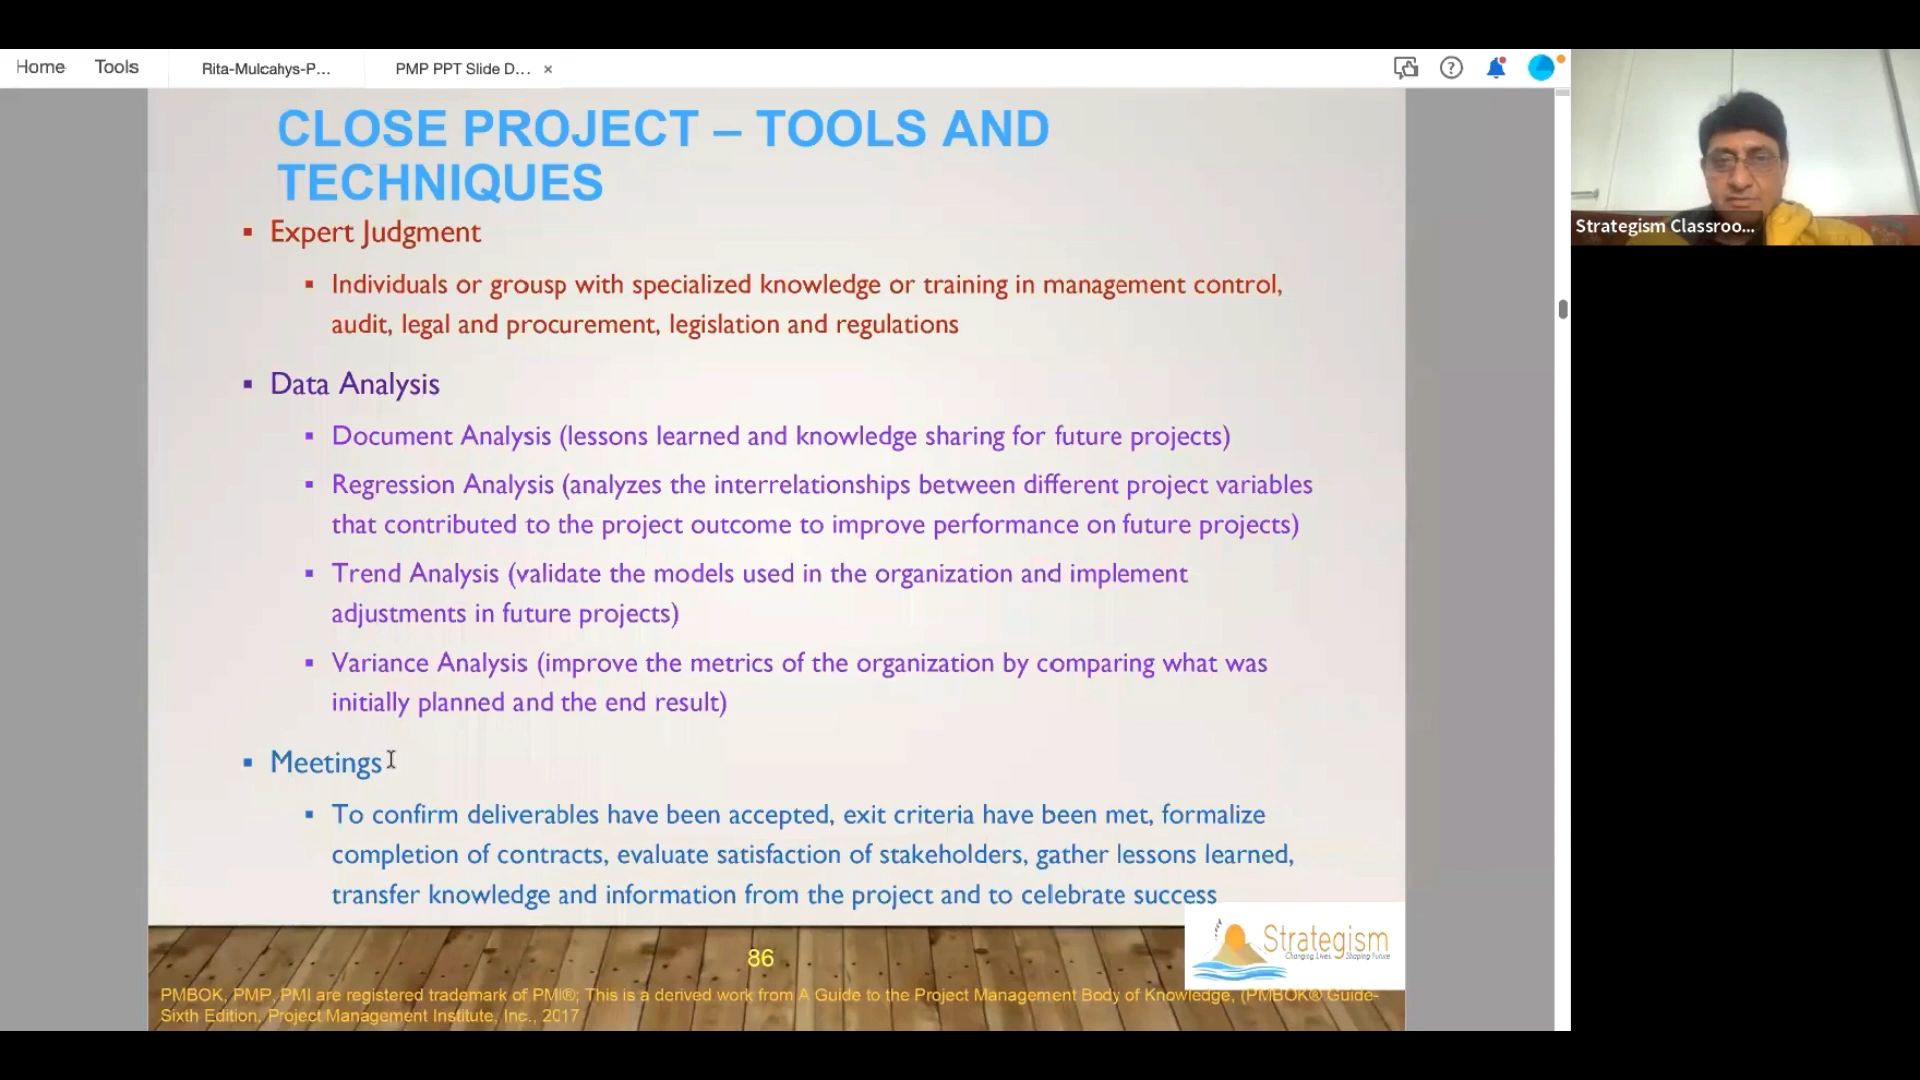 Home Tools Rita-Mulcahys-P... PMP PPT Slide D... ×
CLOSE PROJECT – TOOLS AND
TECHNIQUES
▪ Expert Judgment
▪ Individuals or grousp with specialized knowledge or training in management control,
audit, legal and procurement, legislation and regulations
▪ Data Analysis
▪ Document Analysis (lessons learned and knowledge sharing for future projects)
▪ Regression Analysis (analyzes the interrelationships between different project variables
that contributed to the project outcome to improve performance on future projects)
▪ Trend Analysis (validate the models used in the organization and implement
adjustments in future projects)
▪ Variance Analysis (improve the metrics of the organization by comparing what was
initially planned and the end result)
▪ Meetings
▪ To confirm deliverables have been accepted, exit criteria have been met, formalize
completion of contracts, evaluate satisfaction of stakeholders, gather lessons learned,
transfer knowledge and information from the project and to celebrate success
Strategism
Changing Lives Shaping Future
86
PMBOK, PMP, PMI are registered trademark of PMI®; This is a derived work from A Guide to the Project Management Body of Knowledge, (PMBOK® Guide-
Sixth Edition, Project Management Institute, Inc., 2017
Strategism Classroo...